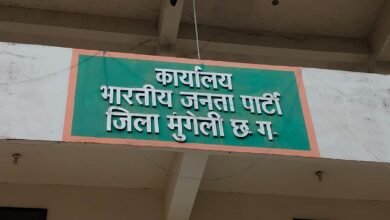 कार्यालय
भारतीय जनता पार्टी
जिला मुंगेली छ ग